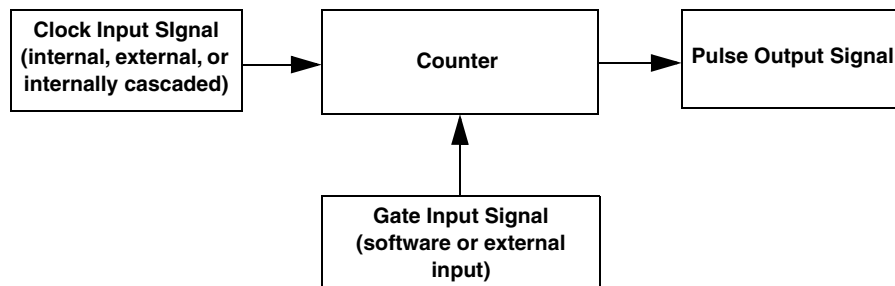 Clock Input SIgnal
(internal, external, or
internally cascaded)
Counter
Pulse Output Signal
Gate Input Signal
(software or external
input)